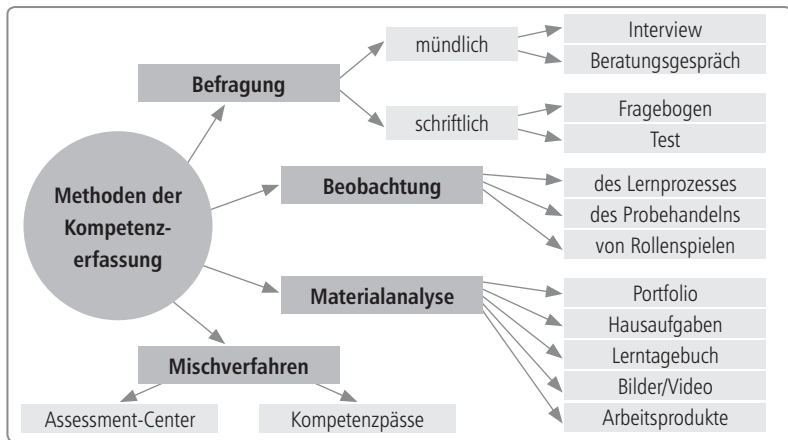 Methoden der
Kompetenz-
erfassung
Befragung
mündlich
Interview
Beratungsgespräch
schriftlich
Fragebogen
Test
Beobachtung
des Lernprozesses
des Probehandelns
von Rollenspielen
Materialanalyse
Portfolio
Hausaufgaben
Lerntagebuch
Bilder/Video
Arbeitsprodukte
Mischverfahren
Assessment-Center
Kompetenzpässe